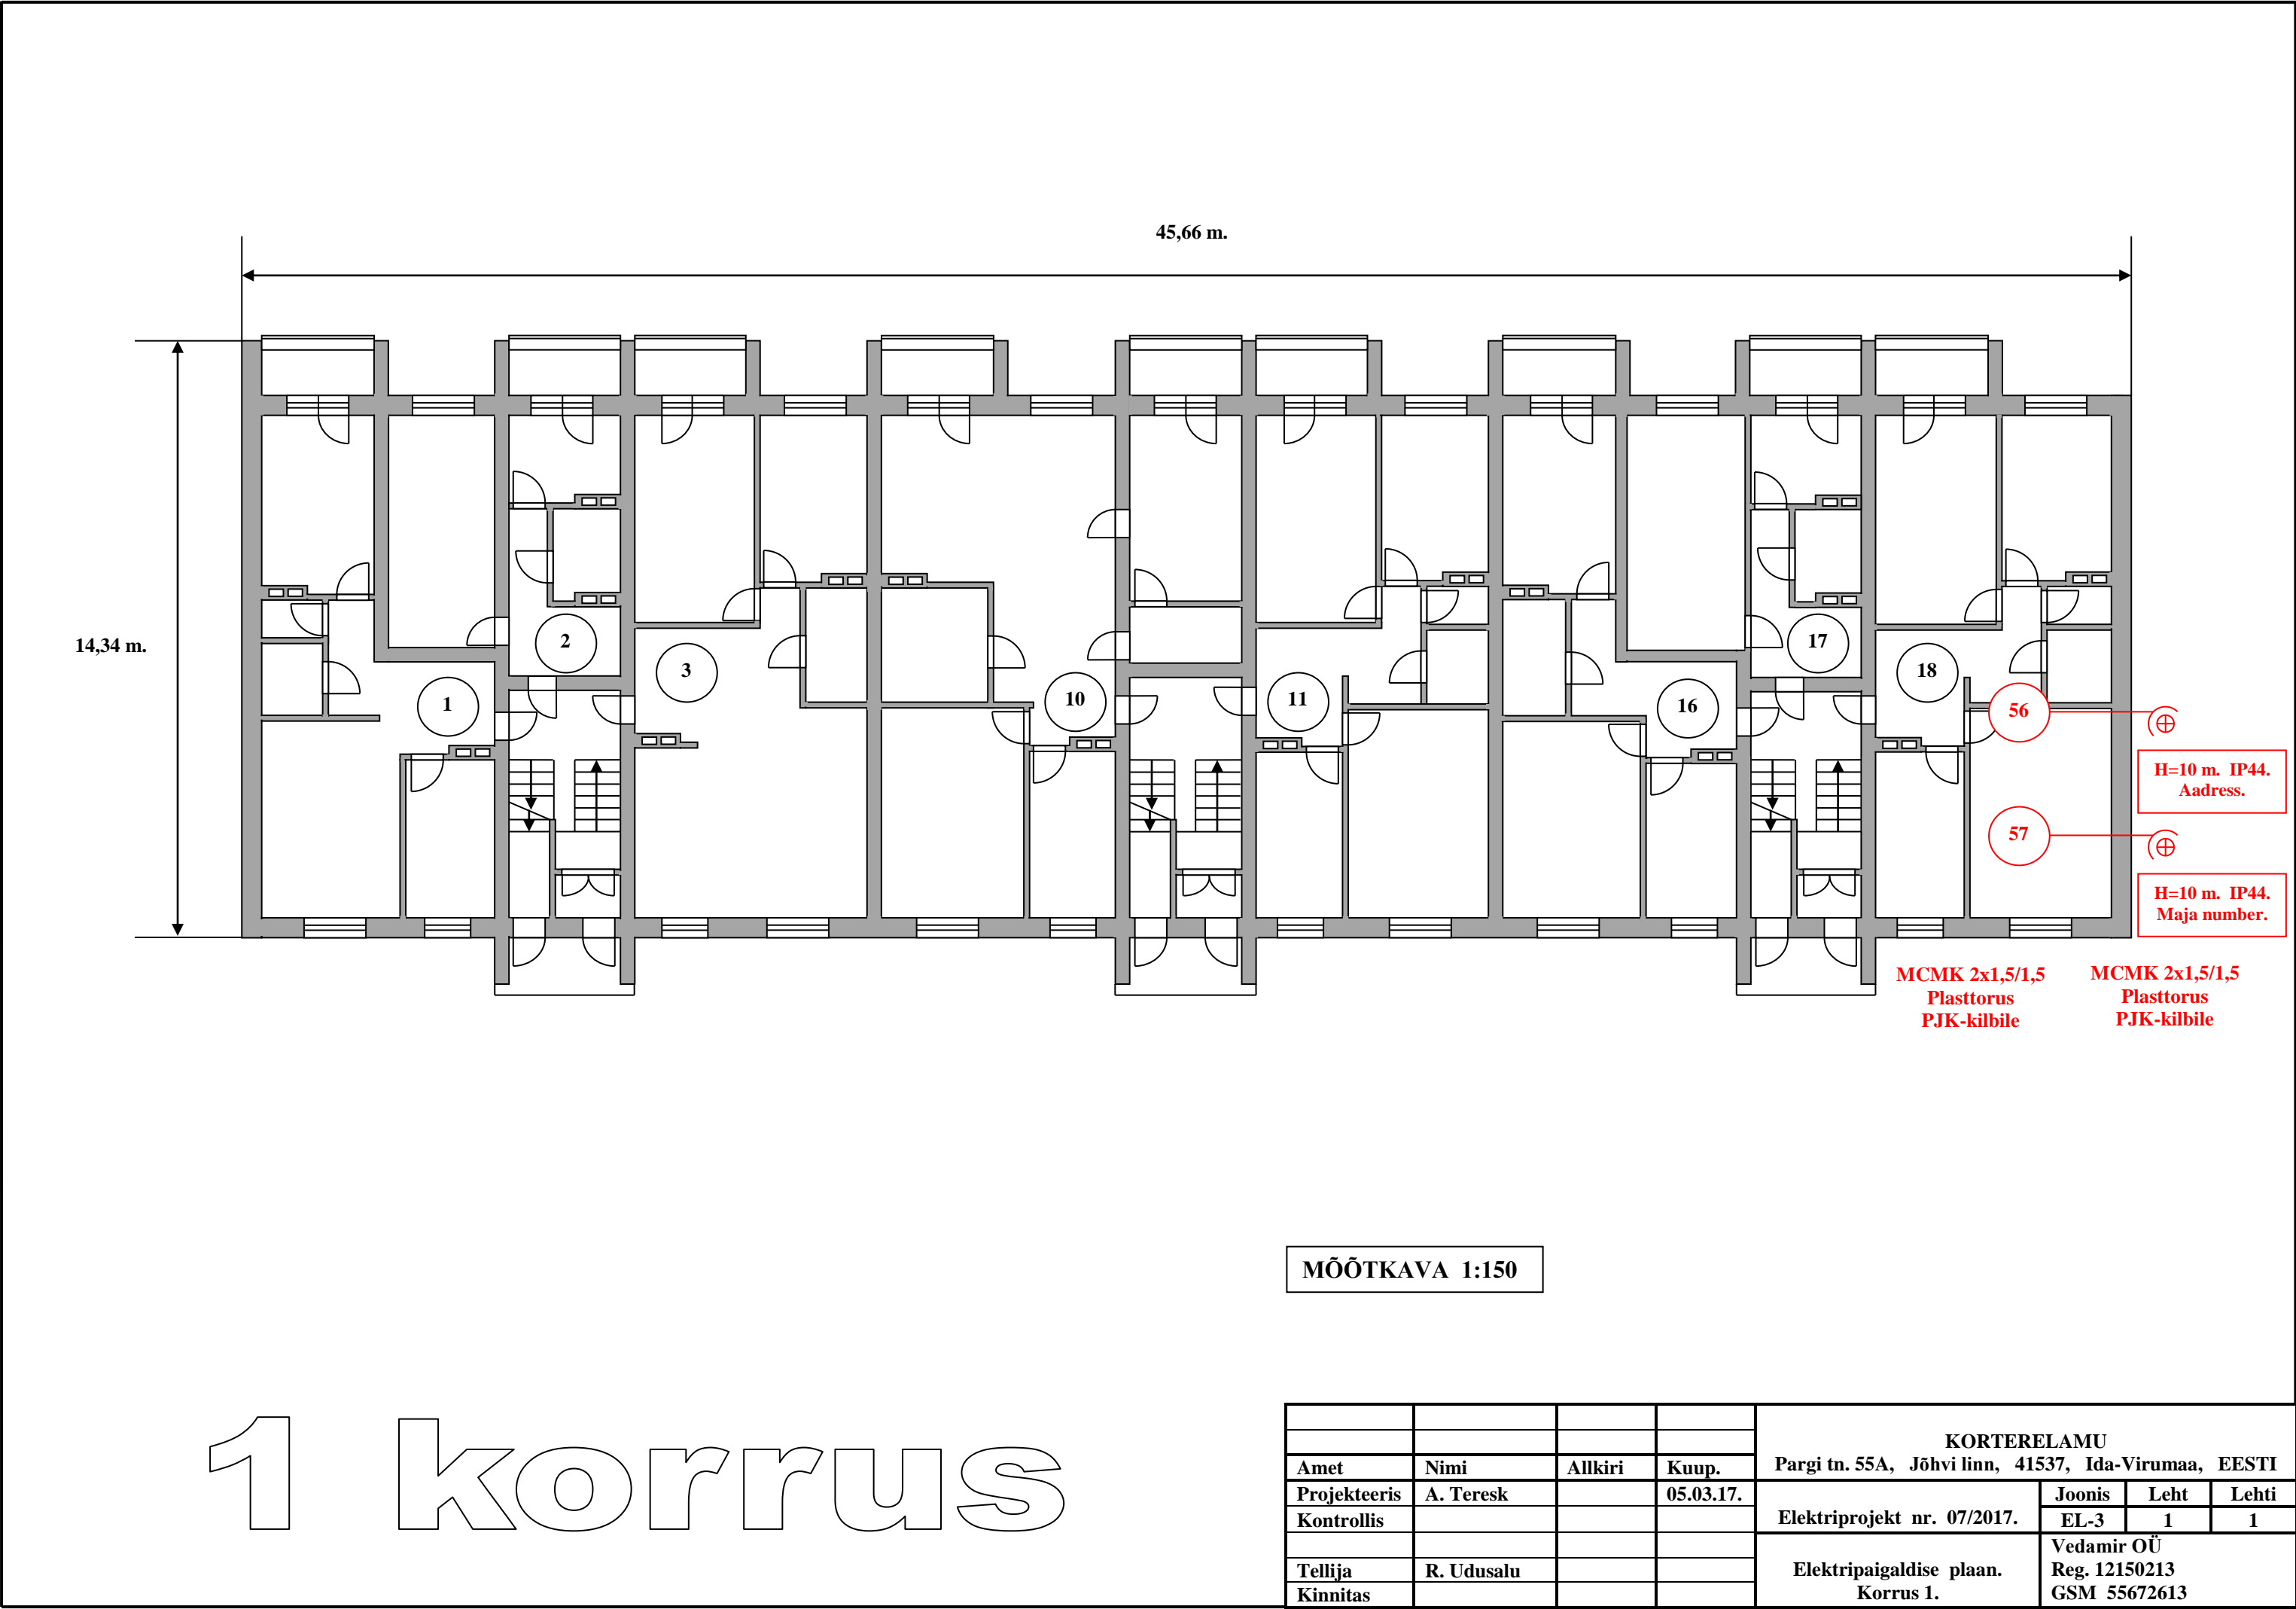 45,66 m.
14,34 m.
1
2
3
10
11
16
17
18
56
H=10 m. IP44.
Aadress.
57
H=10 m. IP44.
Maja number.
MCMK 2x1,5/1,5
Plasttorus
PJK-kilbile
MCMK 2x1,5/1,5
Plasttorus
PJK-kilbile
MÕÕTKAVA 1:150
1 korrus
KORTERELAMU
Pargi tn. 55A, Jõhvi linn, 41537, Ida-Virumaa, EESTI
Amet Nimi Allkiri Kuup.
Projekteeris A. Teresk 05.03.17.
Kontrollis
Tellija R. Udusalu
Kinnitas
Elektriprojekt nr. 07/2017.
Joonis Leht Lehti
EL-3 1 1
Elektripaigaldise plaan.
Korrus 1.
Vedamir OÜ
Reg. 12150213
GSM 55672613